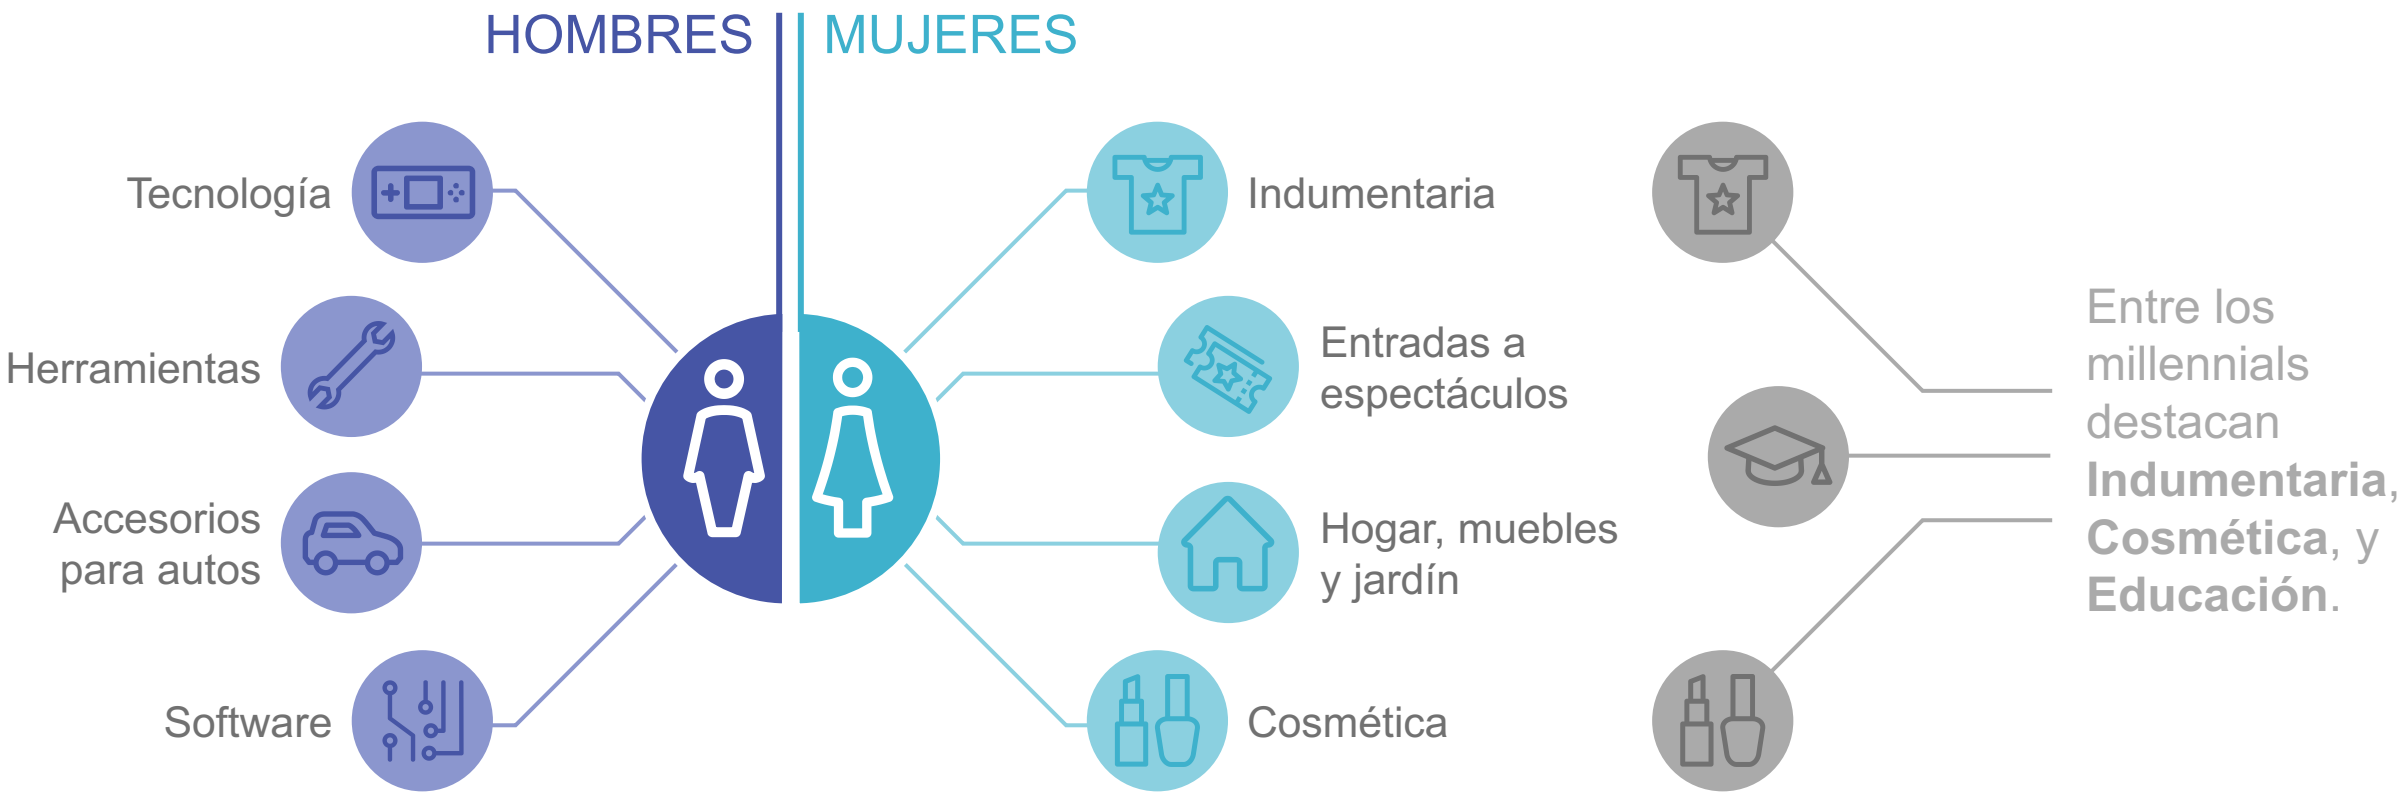 HOMBRES
MUJERES
Tecnología
Herramientas
Accesorios
para autos
Software
Indumentaria
Entradas a
espectáculos
Hogar, muebles
y jardín
Cosmética
Entre los
millennials
destacan
Indumentaria,
Cosmética, y
Educación.